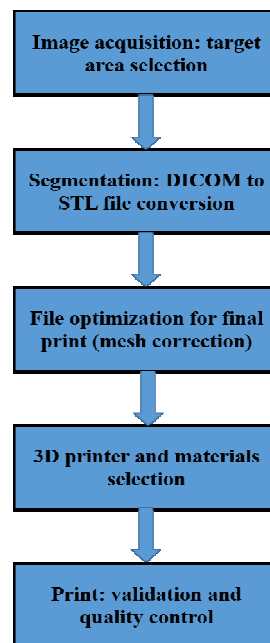 Image acquisition: target
area selection
Segmentation: DICOM to
STL file conversion
File optimization for final
print (mesh correction)
3D printer and materials
selection
Print: validation and
quality control